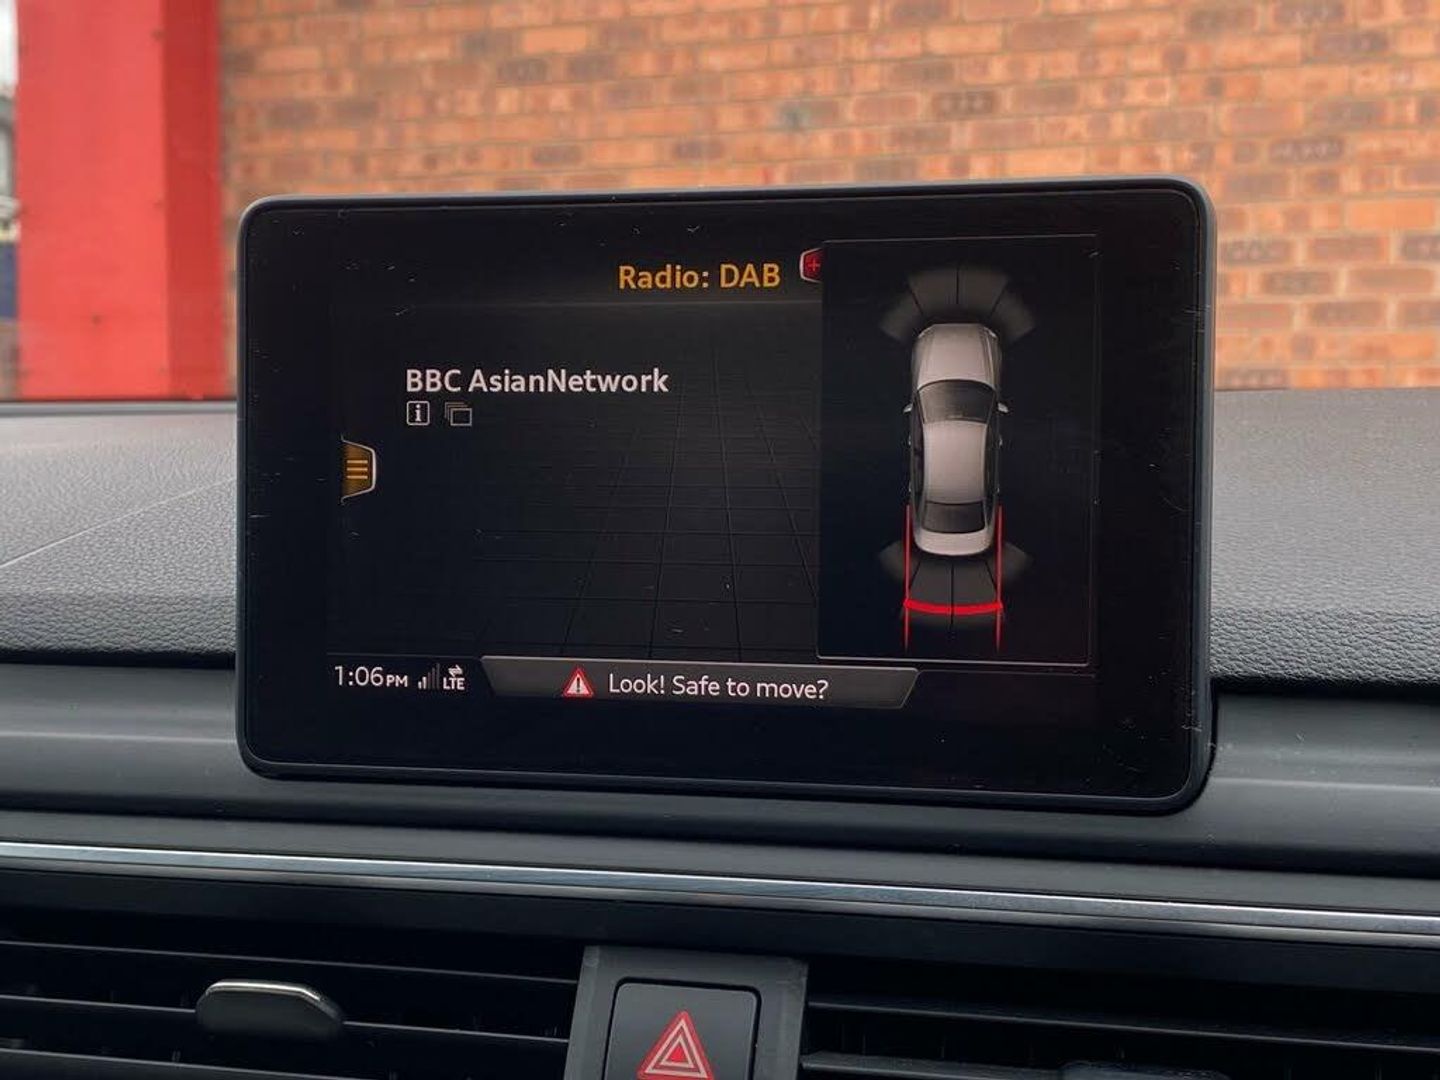 Radio: DAB
BBC AsianNetwork
1:06PM LTE
Look! Safe to move?